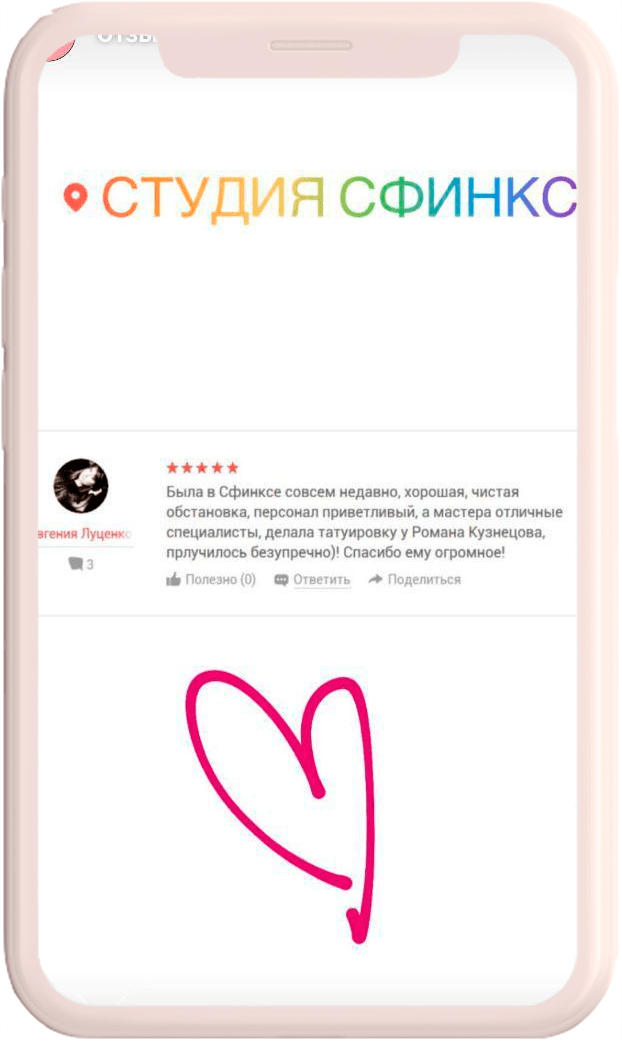 ОТЗЫ
СТУДИЯ СФИНКС
Была в Сфинксе совсем недавно, хорошая, чистая
обстановка, персонал приветливый, а мастера отличные
вгения Луценко
специалисты, делала татуировку у Романа Кузнецова,
прлучилось безупречно)! Спасибо ему огромное!
3
Полезно (0) Ответить Поделиться